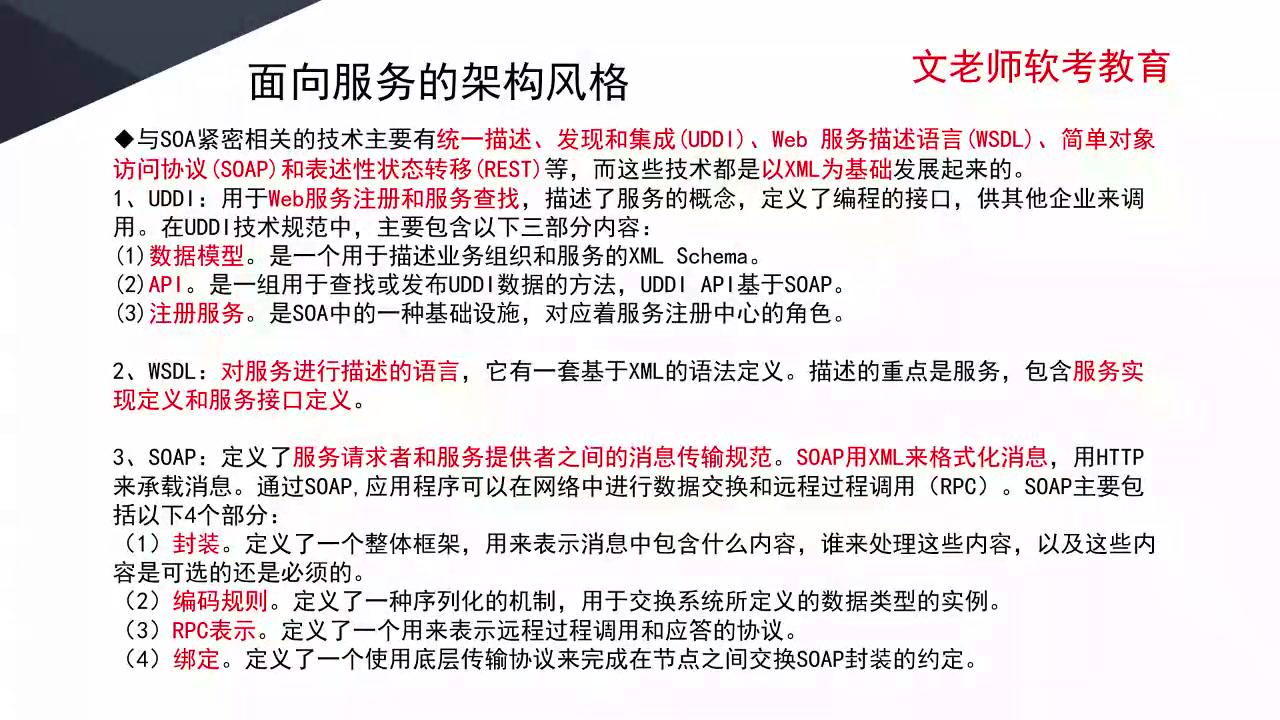 面向服务的架构风格
文老师软考教育
◆与SOA紧密相关的技术主要有统一描述、发现和集成(UDDI)、Web 服务描述语言(WSDL)、简单对象
访问协议(SOAP)和表述性状态转移(REST)等，而这些技术都是以XML为基础发展起来的。
1、UDDI：用于Web服务注册和服务查找，描述了服务的概念，定义了编程的接口，供其他企业来调
用。在UDDI技术规范中，主要包含以下三部分内容：
(1)数据模型。是一个用于描述业务组织和服务的XML Schema。
(2)API。是一组用于查找或发布UDDI数据的方法，UDDI API基于SOAP。
(3)注册服务。是SOA中的一种基础设施，对应着服务注册中心的角色。
2、WSDL：对服务进行描述的语言，它有一套基于XML的语法定义。描述的重点是服务，包含服务实
现定义和服务接口定义。
3、SOAP：定义了服务请求者和服务提供者之间的消息传输规范。SOAP用XML来格式化消息，用HTTP
来承载消息。通过SOAP,应用程序可以在网络中进行数据交换和远程过程调用（RPC）。SOAP主要包
括以下4个部分：
（1）封装。定义了一个整体框架，用来表示消息中包含什么内容，谁来处理这些内容，以及这些内
容是可选的还是必须的。
（2）编码规则。定义了一种序列化的机制，用于交换系统所定义的数据类型的实例。
（3）RPC表示。定义了一个用来表示远程过程调用和应答的协议。
（4）绑定。定义了一个使用底层传输协议来完成在节点之间交换SOAP封装的约定。